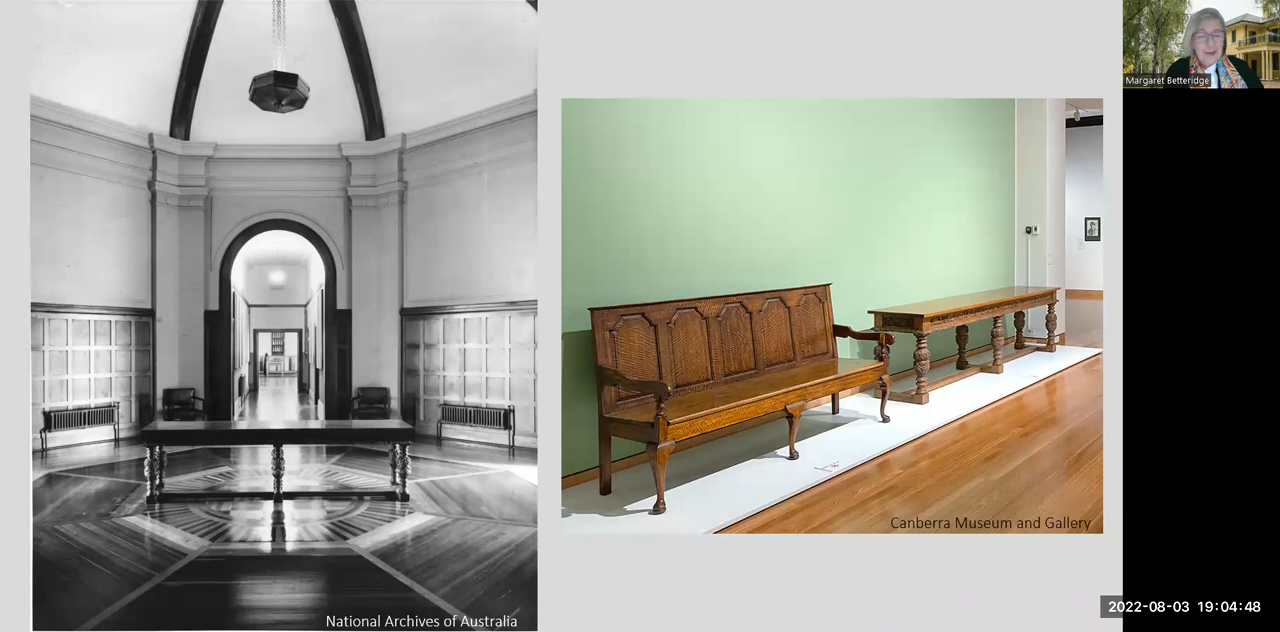 Margaret Betteridge
National Archives of Australia
Canberra Museum and Gallery
2022-08-03 19:04:48